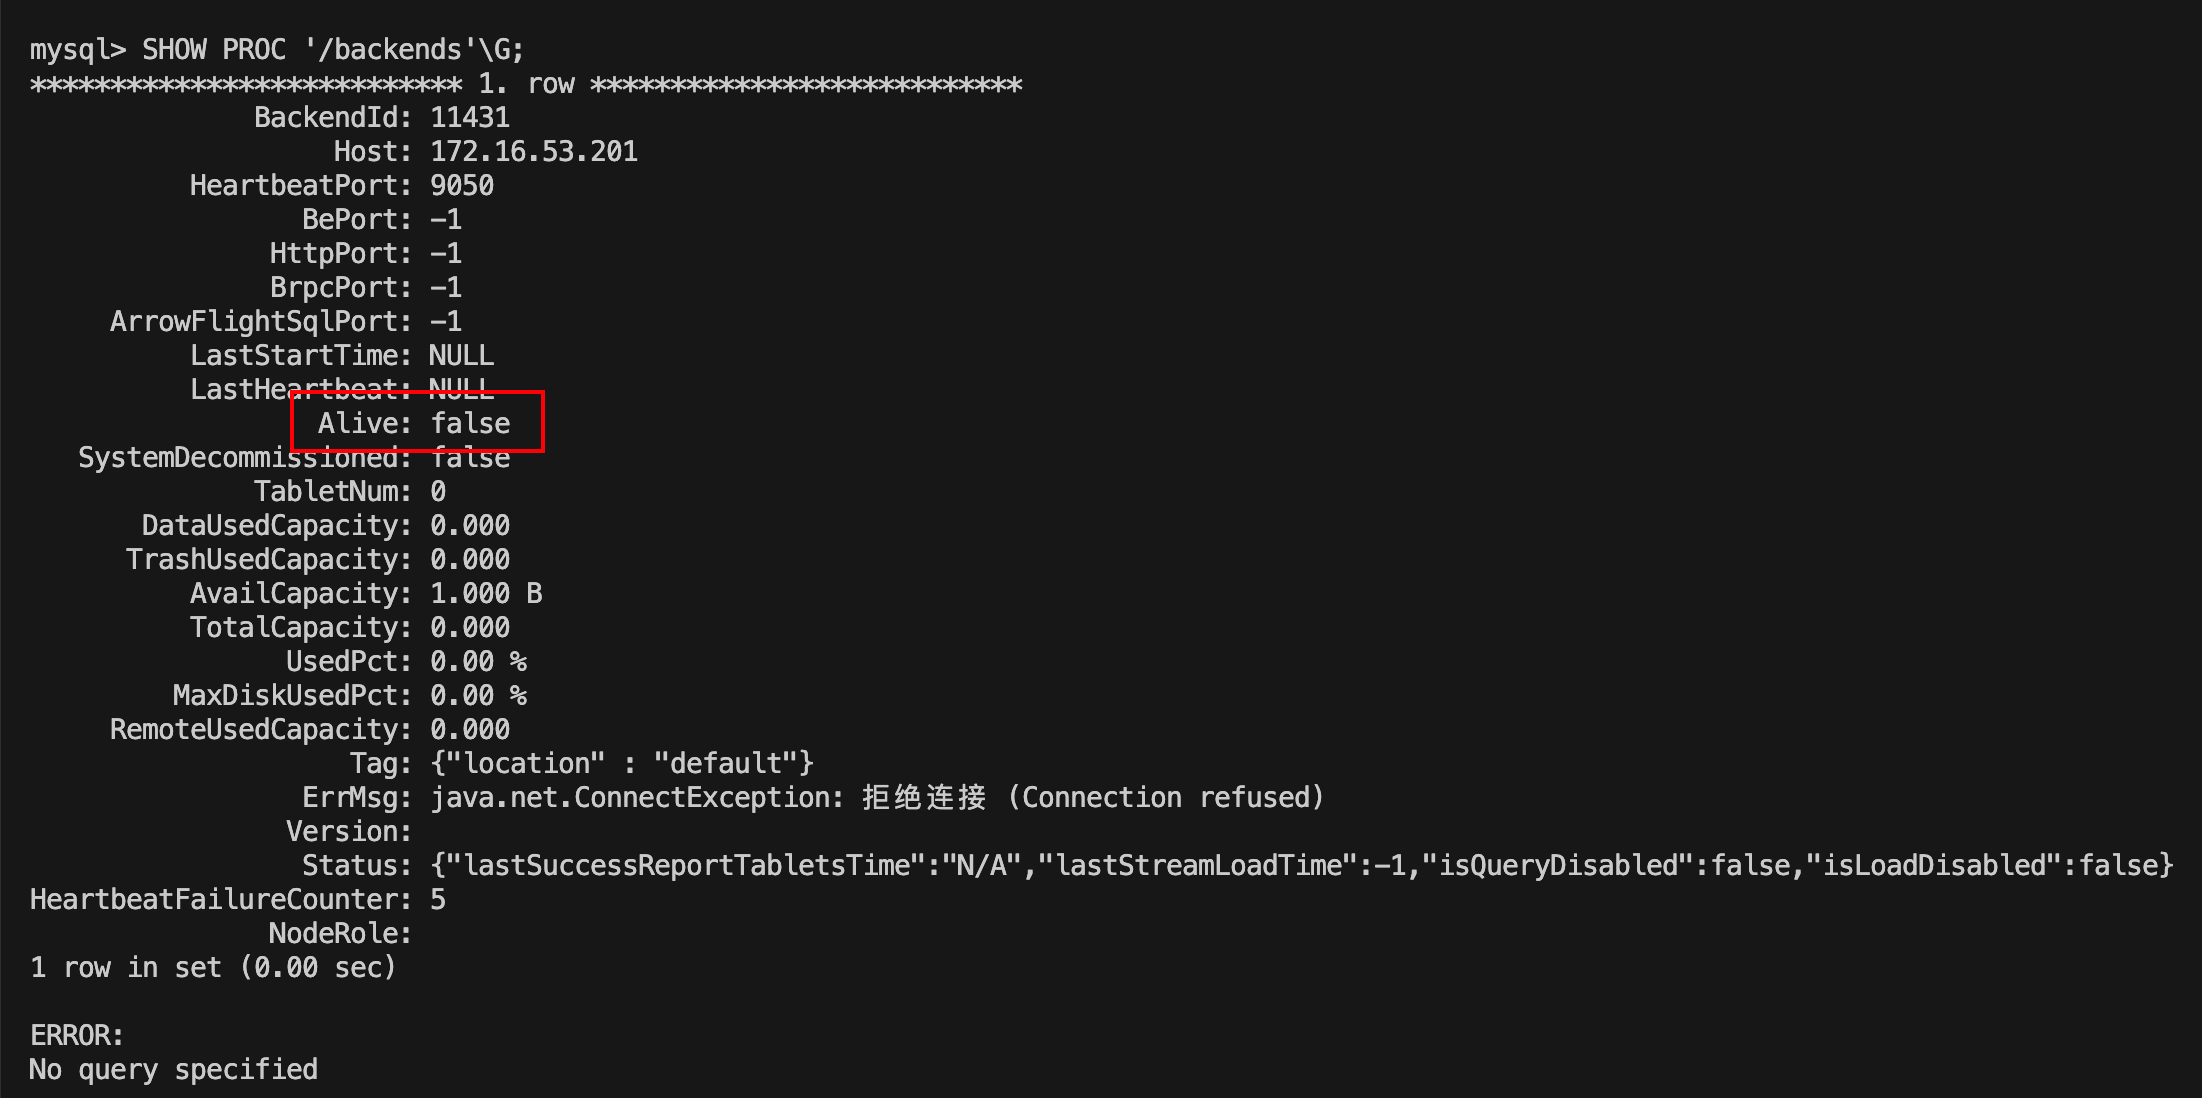 mysql> SHOW PROC '/backends'\G;
*************************** 1. row ***************************
BackendId: 11431
Host: 172.16.53.201
HeartbeatPort: 9050
BePort: -1
HttpPort: -1
BrpcPort: -1
ArrowFlightSqlPort: -1
LastStartTime: NULL
LastHeartbeat: NULL
Alive: false
SystemDecommissioned: false
TabletNum: 0
DataUsedCapacity: 0.000
TrashUsedCapacity: 0.000
AvailCapacity: 1.000 B
TotalCapacity: 0.000
UsedPct: 0.00 %
MaxDiskUsedPct: 0.00 %
RemoteUsedCapacity: 0.000
Tag: {"location" : "default"}
ErrMsg: java.net.ConnectException: 拒绝连接 (Connection refused)
Version:
Status: {"lastSuccessReportTabletsTime":"N/A","lastStreamLoadTime":-1,"isQueryDisabled":false,"isLoadDisabled":false}
HeartbeatFailureCounter: 5
NodeRole:
1 row in set (0.00 sec)
ERROR:
No query specified